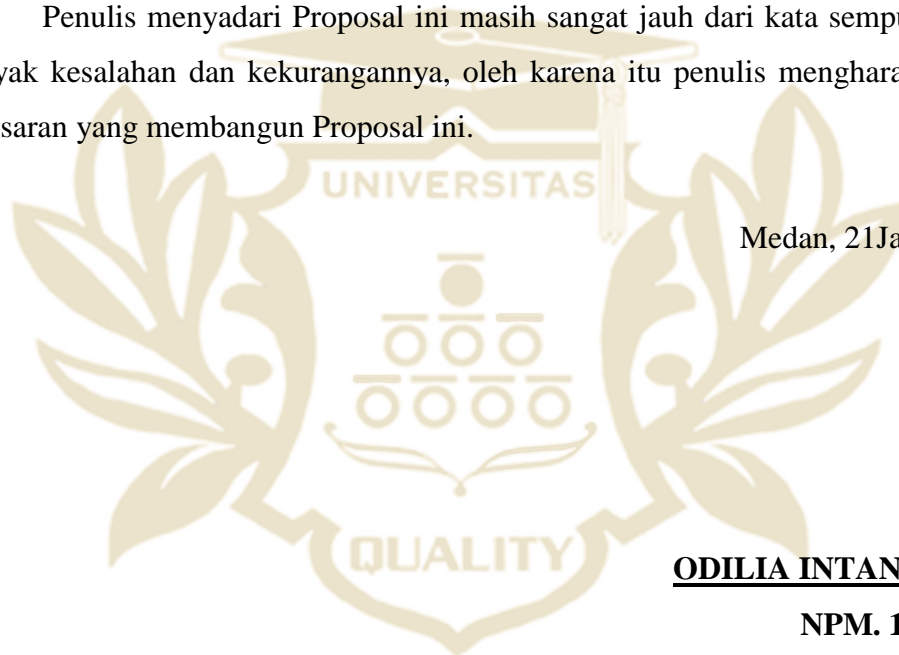 Penulis menyadari Proposal ini masih sangat jauh dari kata sempu
yak kesalahan dan kekurangannya, oleh karena itu penulis menghara
saran yang membangun Proposal ini.
UNIVERSITAS
Medan, 21Ja
QUALITY
ODILIA INTAN
NPM. 1